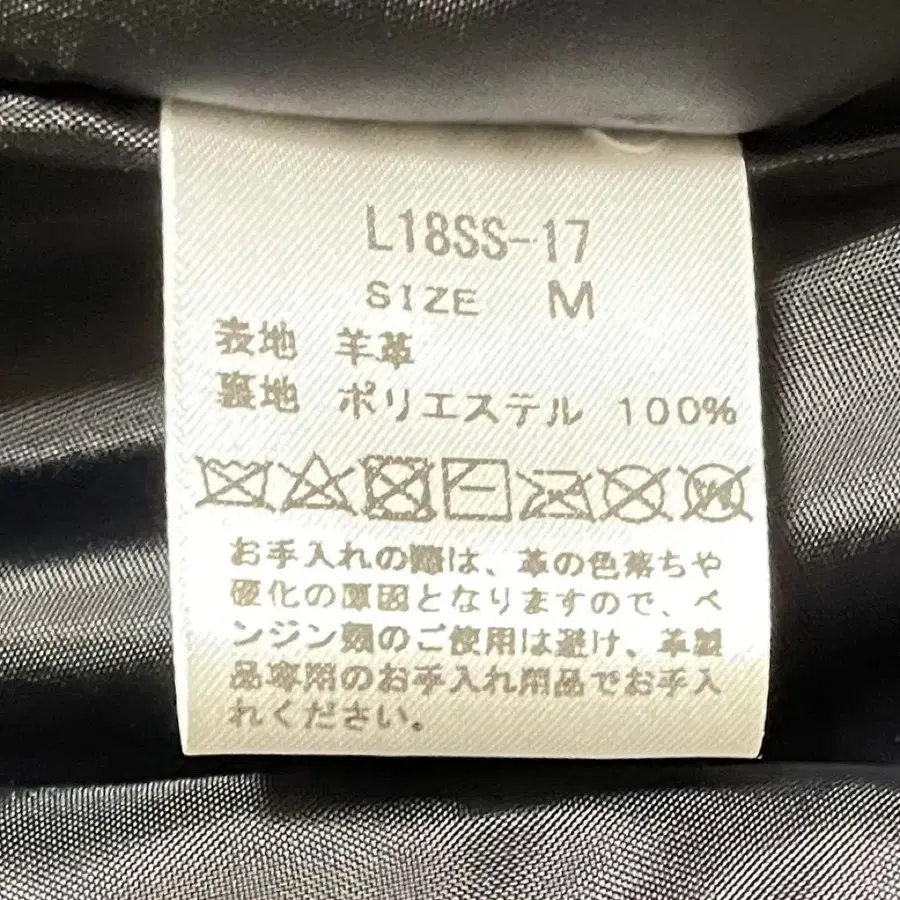 L18SS-17
SIZE M
表地 羊革
裏地 ポリエステル 100%
お手入れの際は、革の色落ちや
硬化の原因となりますので、ベ
ンジン類のご使用は避け、革製
品専用のお手入れ用品でお手入
れください。